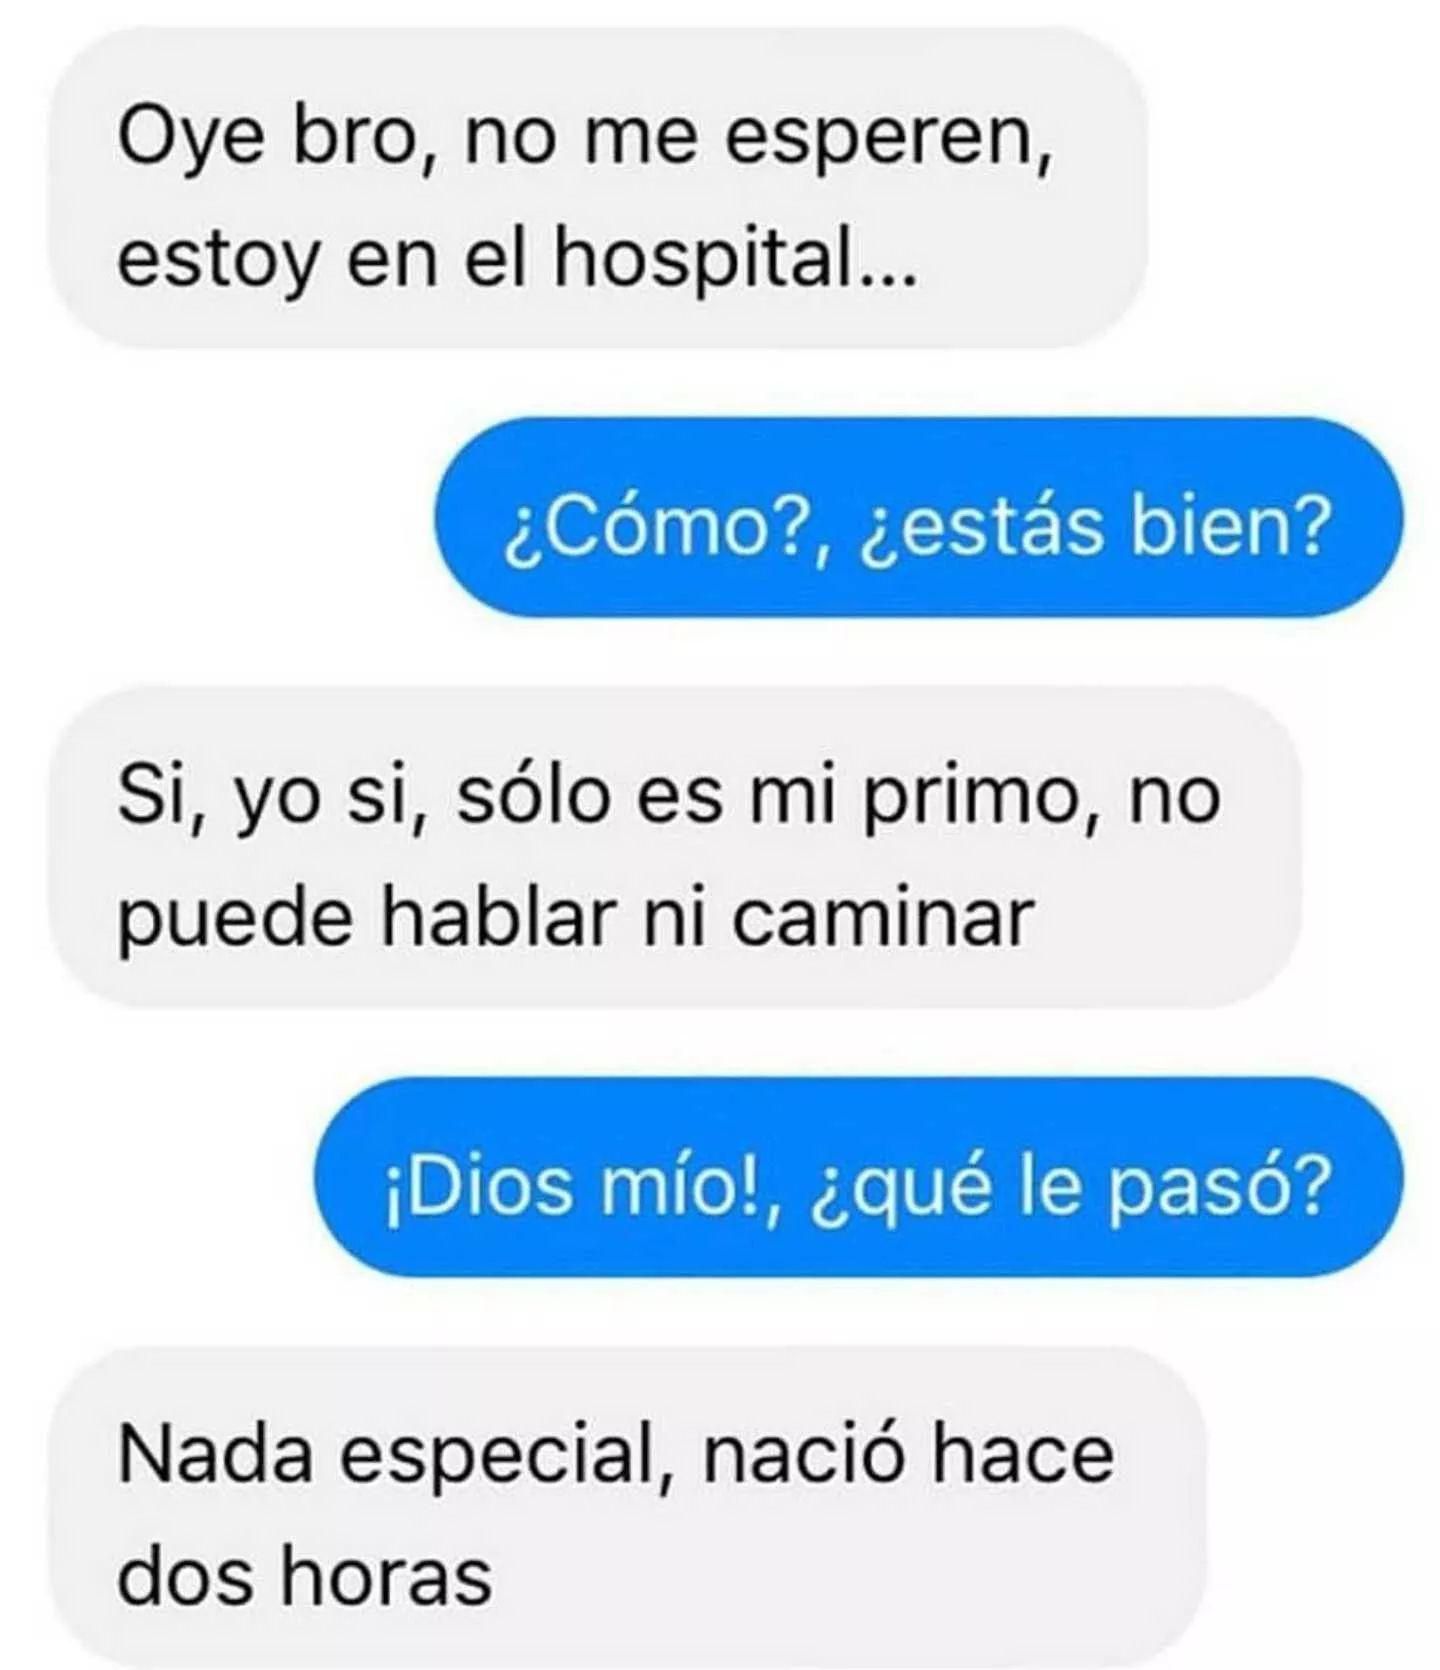 Oye bro, no me esperen,
estoy en el hospital...
¿Cómo?, ¿estás bien?
Si, yo si, sólo es mi primo, no
puede hablar ni caminar
¡Dios mío!, ¿qué le pasó?
Nada especial, nació hace
dos horas